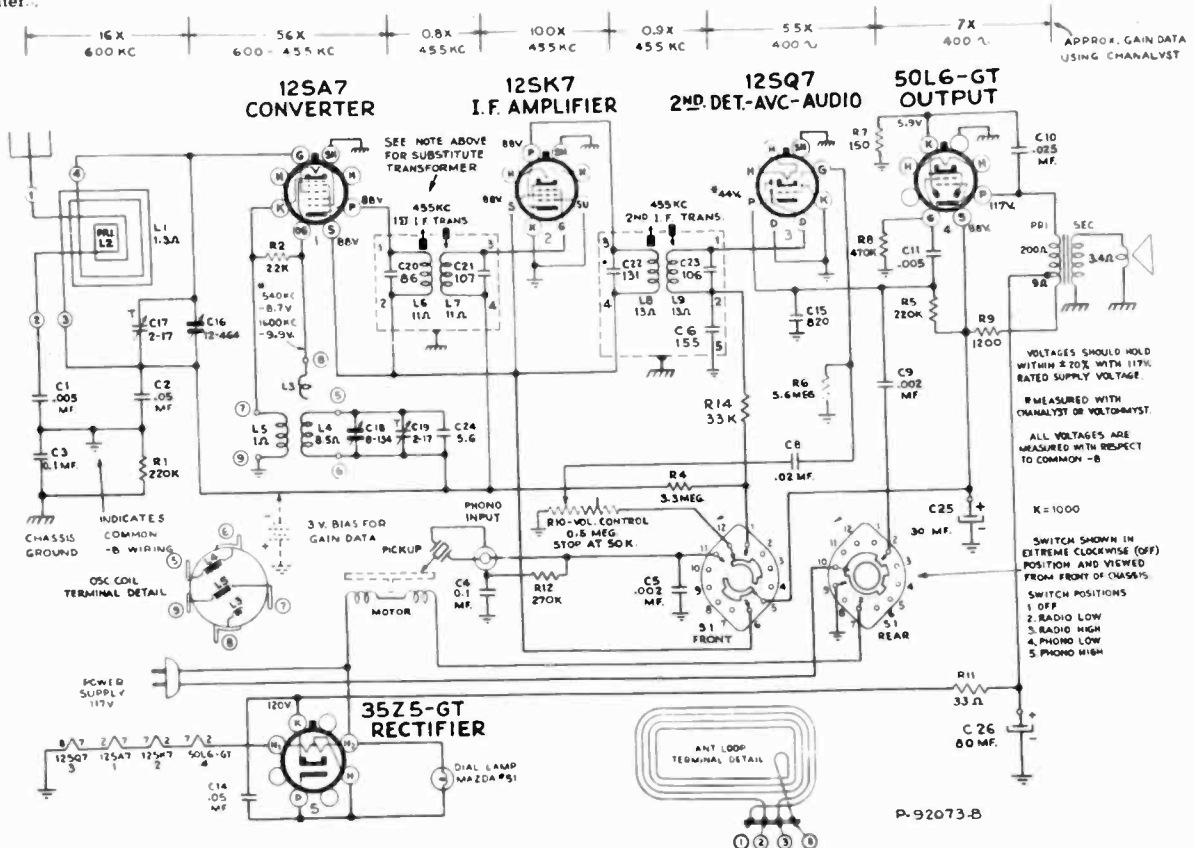 16X
600 KC
56X
600 - 455 KC
0.8X
455 KC
100X
455 KC
0.9X
455 KC
5.5X
400 ~
7X
400 ~
APPROX. GAIN DATA
USING CHANALYST
12SA7
CONVERTER
12SK7
I.F. AMPLIFIER
12SQ7
2ND. DET.-AVC-AUDIO
50L6-GT
OUTPUT
SEE NOTE ABOVE
FOR SUBSTITUTE
TRANSFORMER
455KC
1ST I.F. TRANS.
455KC
2ND I.F. TRANS.
88V
88V
88V
88V
*44V.
5.9V
117V.
88V.
R7
150
C10
.025
MF.
PRI
SEC
200Ω
9Ω
3.4Ω
L1
1.3Ω
PRI
L2
R2
22K
*
540KC
-8.7V
1600KC
-9.9V.
C20
86
C21
107
L6
11Ω
L7
11Ω
C22
131
C23
106
L8
13Ω
L9
13Ω
C6
155
C15
820
R8
470K
C11
.005
R5
220K
R9
1200
C17
2-17
C16
12-464
C1
.005
MF.
C2
.05
MF.
C3
0.1MF.
R1
220K
L3
L5
1Ω
L4
8.5Ω
C18
8-154
C19
2-17
C24
5.6
R14
33K
R6
5.6MEG
C9
.002
MF
C8
.02 MF.
R4
3.3MEG.
R10-VOL. CONTROL
0.5 MEG.
STOP AT 50K.
VOLTAGES SHOULD HOLD
WITHIN ±20% WITH 117V.
RATED SUPPLY VOLTAGE.
* MEASURED WITH
CHANALYST OR VOLTOHMYST.
ALL VOLTAGES ARE
MEASURED WITH RESPECT
TO COMMON -B
K = 1000
SWITCH SHOWN IN
EXTREME CLOCKWISE (OFF)
POSITION AND VIEWED
FROM FRONT OF CHASSIS
SWITCH POSITIONS
1 OFF
2. RADIO LOW
3. RADIO HIGH
4. PHONO LOW
5. PHONO HIGH
CHASSIS
GROUND
INDICATES
COMMON
-B WIRING
OSC COIL
TERMINAL DETAIL
3 V. BIAS FOR
GAIN DATA
PHONO
INPUT
PICKUP
MOTOR
C4
0.1
MF.
R12
270K
C5
.002
MF.
S1
FRONT
S1
REAR
C25
30 MF.
R11
33 Ω
C 26
80 MF.
POWER
SUPPLY
117V
120V
35Z5-GT
RECTIFIER
12SQ7
3
12SA7
1
12SK7
2
50L6-GT
4
C14
.05
MF
DIAL LAMP
MAZDA #51
ANT LOOP
TERMINAL DETAIL
P-92073-B